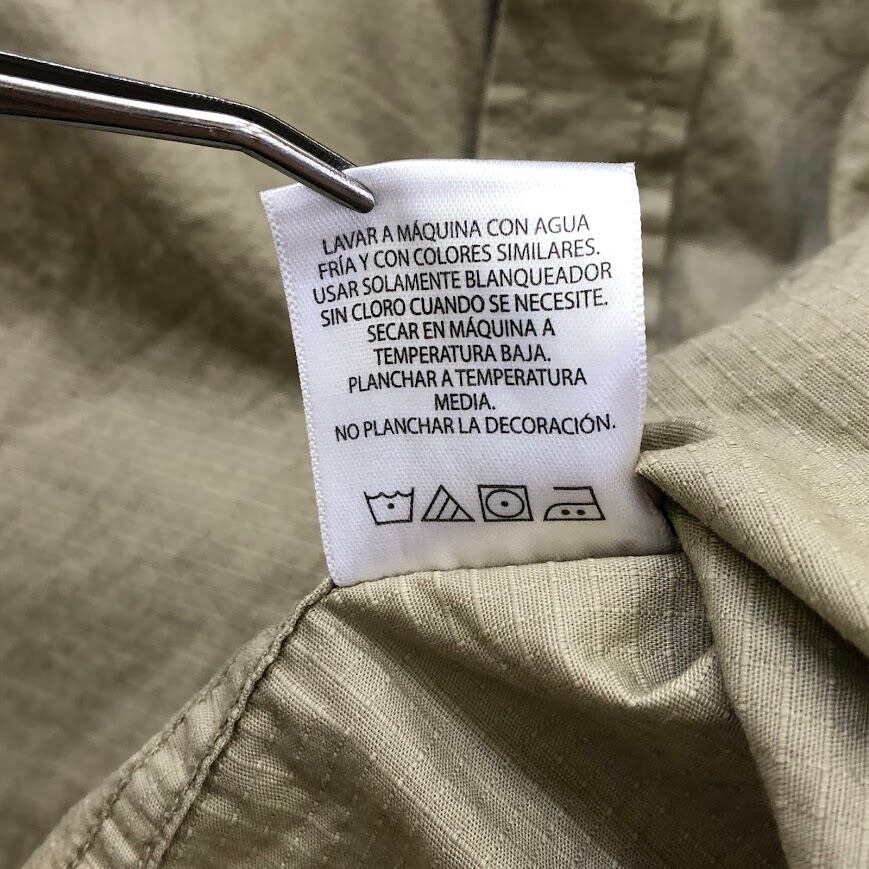 LAVAR A MÁQUINA CON AGUA
FRÍA Y CON COLORES SIMILARES.
USAR SOLAMENTE BLANQUEADOR
SIN CLORO CUANDO SE NECESITE.
SECAR EN MÁQUINA A
TEMPERATURA BAJA.
PLANCHAR A TEMPERATURA
MEDIA.
NO PLANCHAR LA DECORACIÓN.